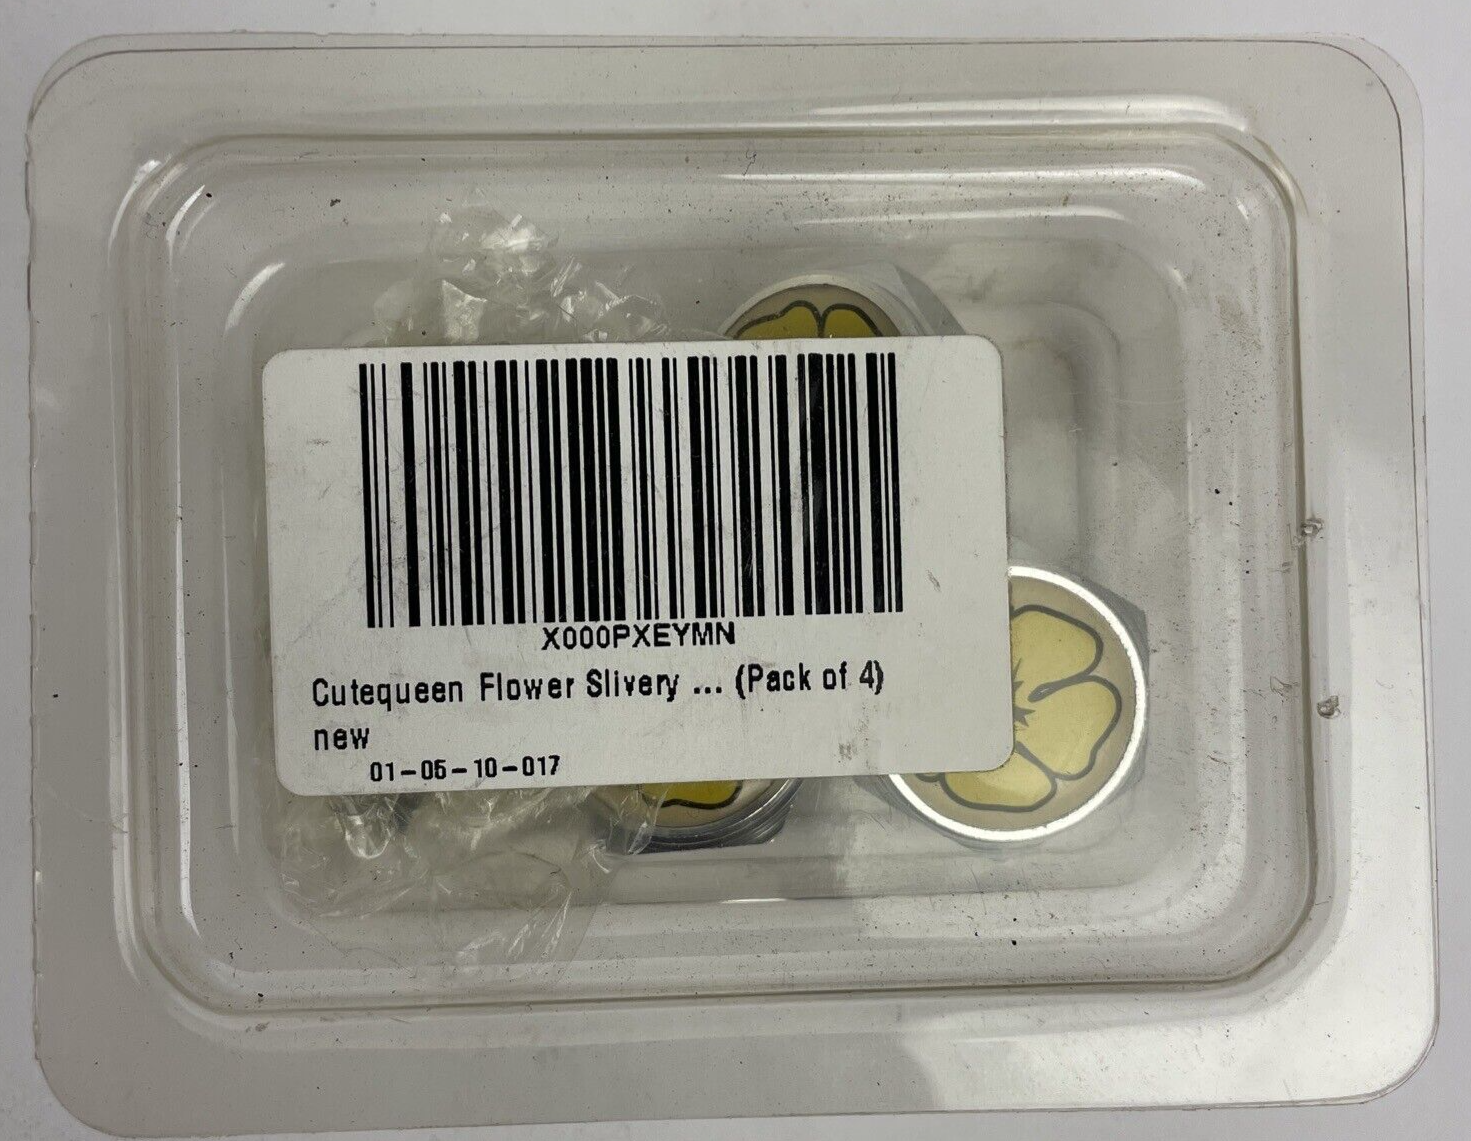 X000PXEYMN
Cutequeen Flower Slivery ... (Pack of 4)
new
01-05-10-017